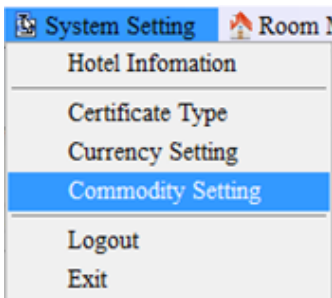 System Setting Room
Hotel Infomation
Certificate Type
Currency Setting
Commodity Setting
Logout
Exit